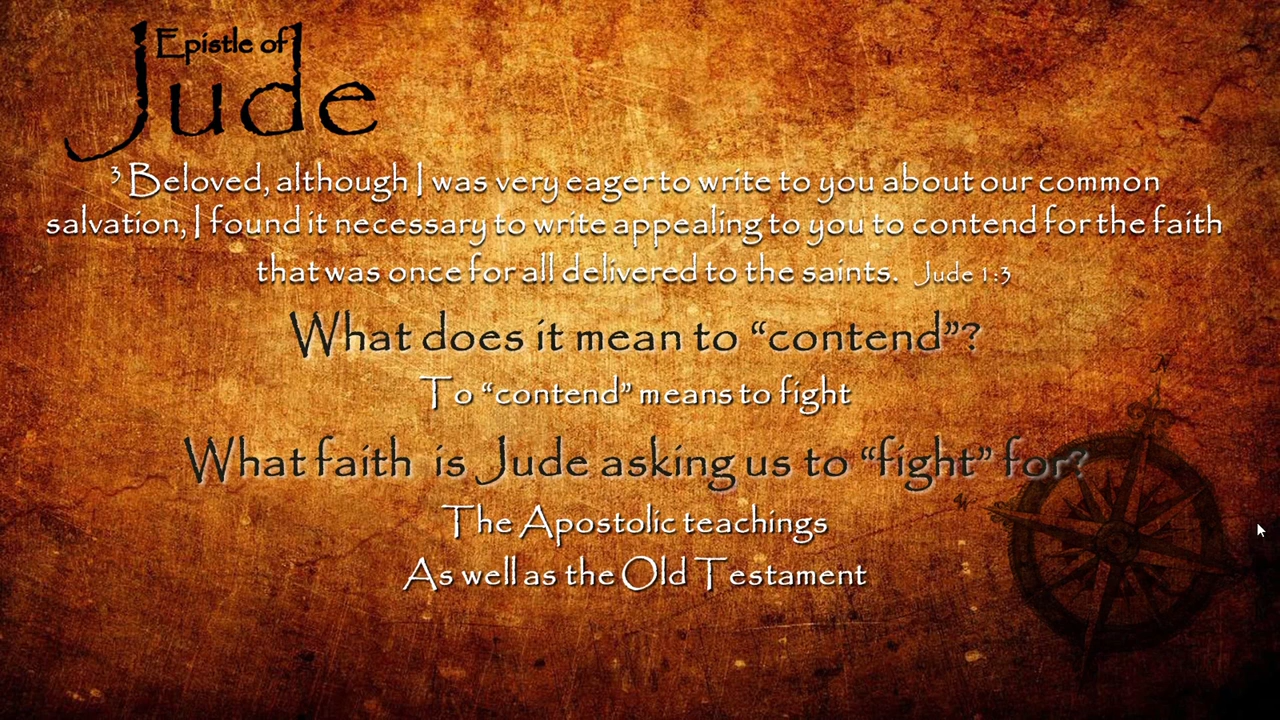 Epistle of
Jude
³ Beloved, although I was very eager to write to you about our common
salvation, I found it necessary to write appealing to you to contend for the faith
that was once for all delivered to the saints. Jude 1:3
What does it mean to “contend”?
To “contend” means to fight
What faith is Jude asking us to “fight” for?
The Apostolic teachings
As well as the Old Testament
N
W